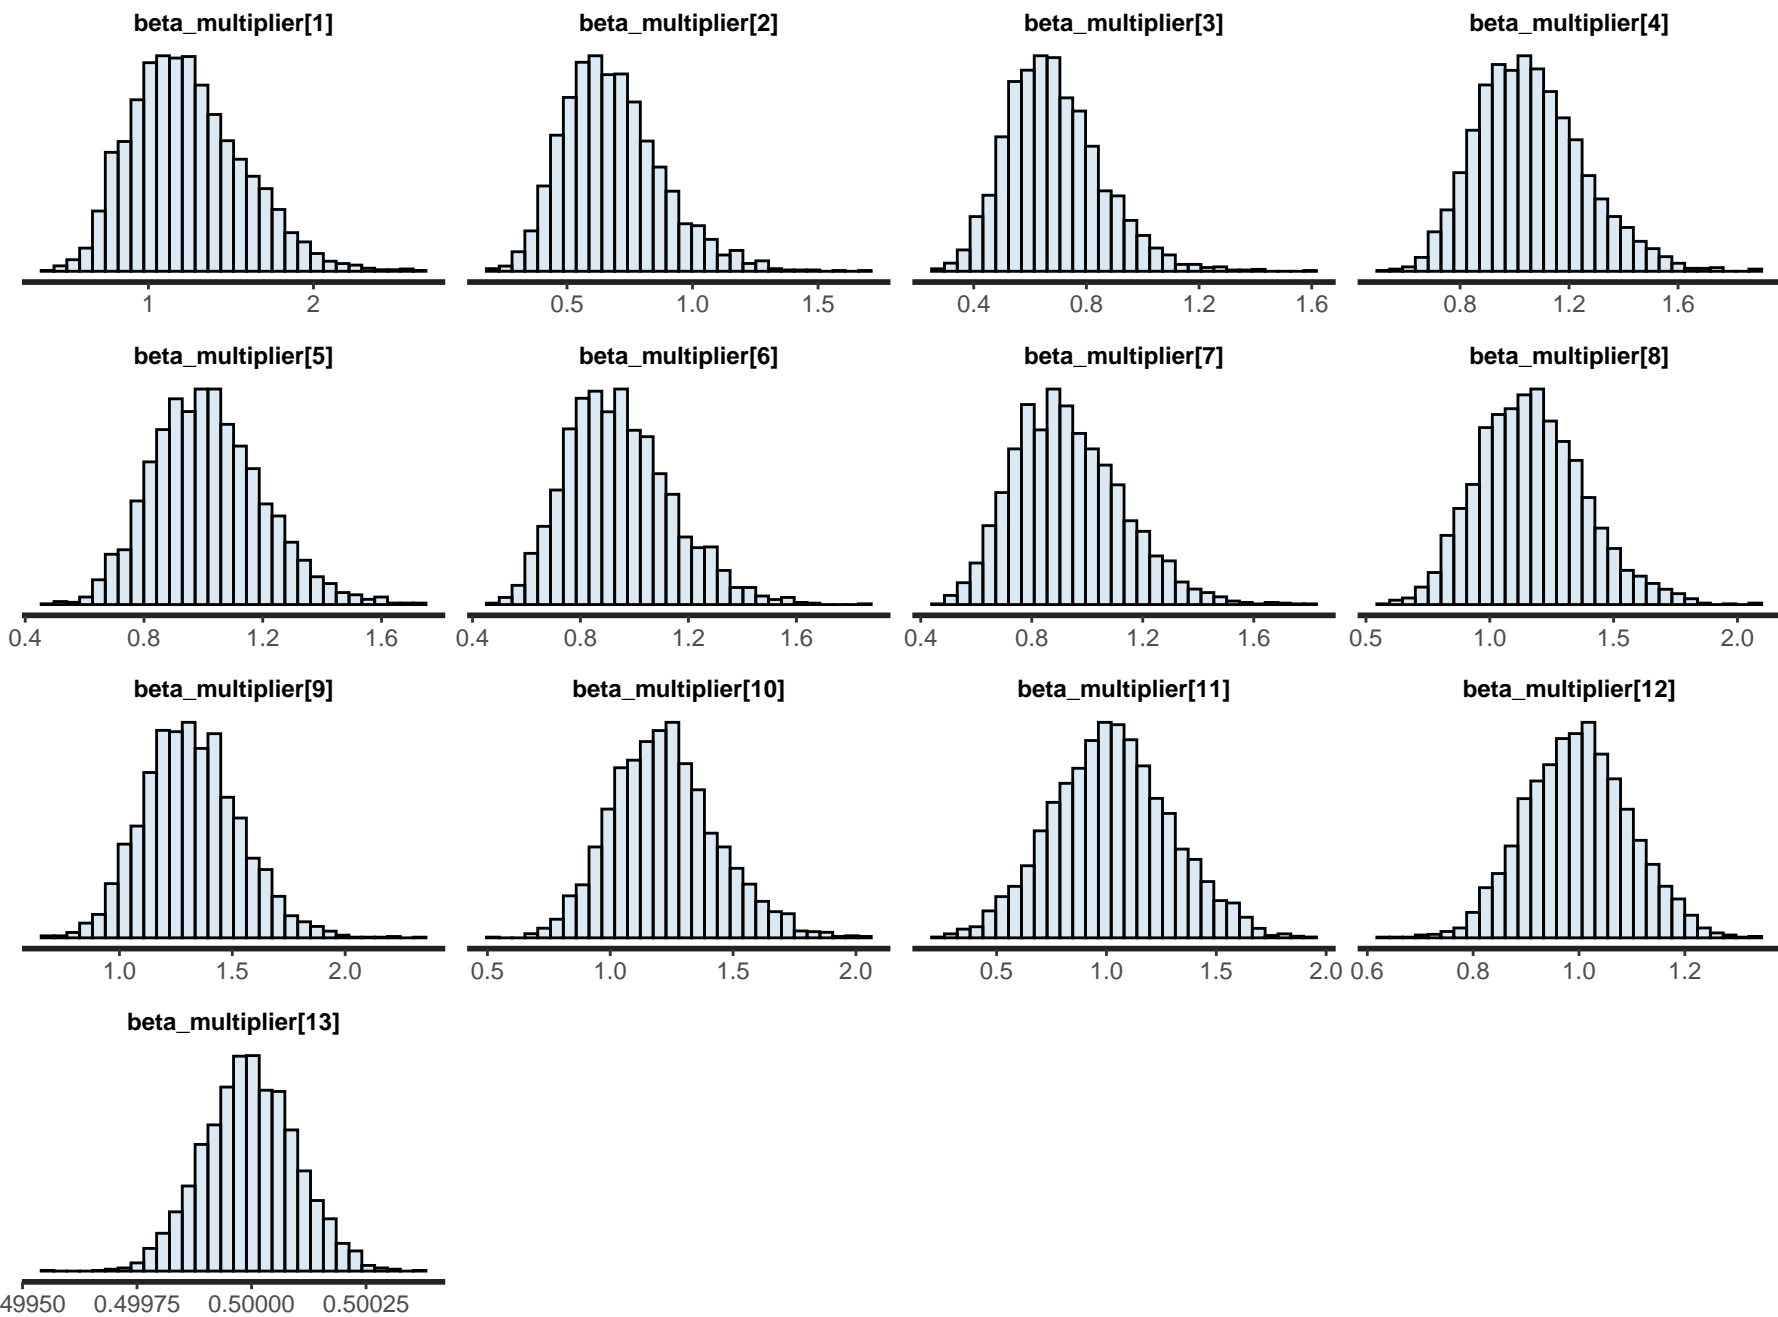 beta_multiplier[1] beta_multiplier[2] beta_multiplier[3] beta_multiplier[4]
1 2 0.5 1.0 1.5 0.4 0.8 1.2 1.6 0.8 1.2 1.6
beta_multiplier[5] beta_multiplier[6] beta_multiplier[7] beta_multiplier[8]
0.4 0.8 1.2 1.6 0.4 0.8 1.2 1.6 0.4 0.8 1.2 1.6 0.5 1.0 1.5 2.0
beta_multiplier[9] beta_multiplier[10] beta_multiplier[11] beta_multiplier[12]
1.0 1.5 2.0 0.5 1.0 1.5 2.0 0.5 1.0 1.5 2.0 0.6 0.8 1.0 1.2
beta_multiplier[13]
49950 0.49975 0.50000 0.50025